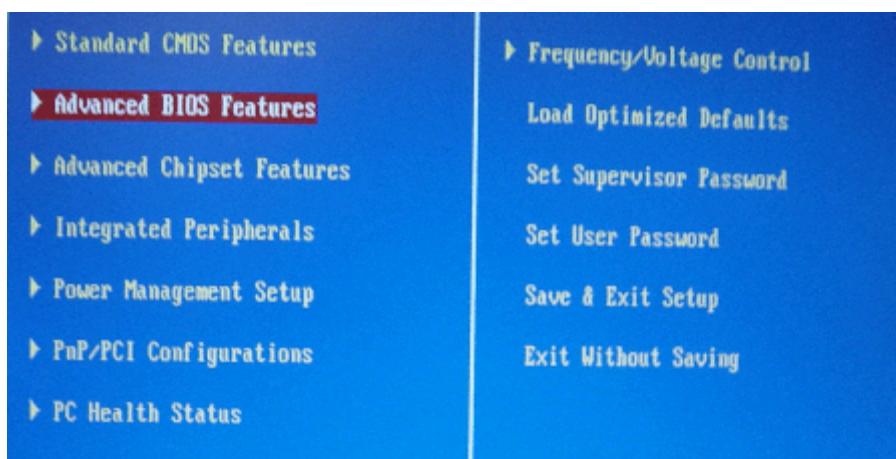 Standard CMOS Features
Advanced BIOS Features
Advanced Chipset Features
Integrated Peripherals
Power Management Setup
PnP/PCI Configurations
PC Health Status
Frequency/Voltage Control
Load Optimized Defaults
Set Supervisor Password
Set User Password
Save & Exit Setup
Exit Without Saving